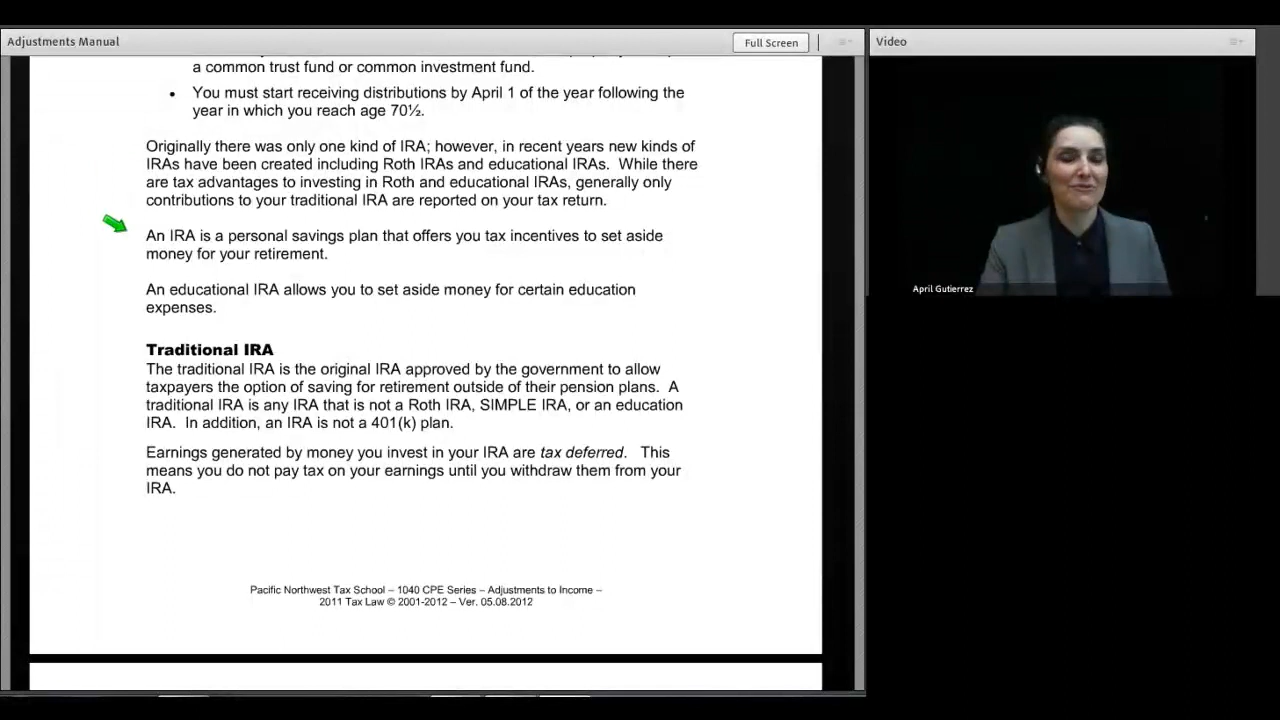 Adjustments Manual
Full Screen
Video
a common trust fund or common investment fund.
• You must start receiving distributions by April 1 of the year following the
year in which you reach age 70½.
Originally there was only one kind of IRA; however, in recent years new kinds of
IRAs have been created including Roth IRAs and educational IRAs. While there
are tax advantages to investing in Roth and educational IRAs, generally only
contributions to your traditional IRA are reported on your tax return.
An IRA is a personal savings plan that offers you tax incentives to set aside
money for your retirement.
An educational IRA allows you to set aside money for certain education
expenses.
Traditional IRA
The traditional IRA is the original IRA approved by the government to allow
taxpayers the option of saving for retirement outside of their pension plans. A
traditional IRA is any IRA that is not a Roth IRA, SIMPLE IRA, or an education
IRA. In addition, an IRA is not a 401(k) plan.
Earnings generated by money you invest in your IRA are tax deferred. This
means you do not pay tax on your earnings until you withdraw them from your
IRA.
Pacific Northwest Tax School – 1040 CPE Series – Adjustments to Income –
2011 Tax Law © 2001-2012 – Ver. 05.08.2012
April Gutierrez